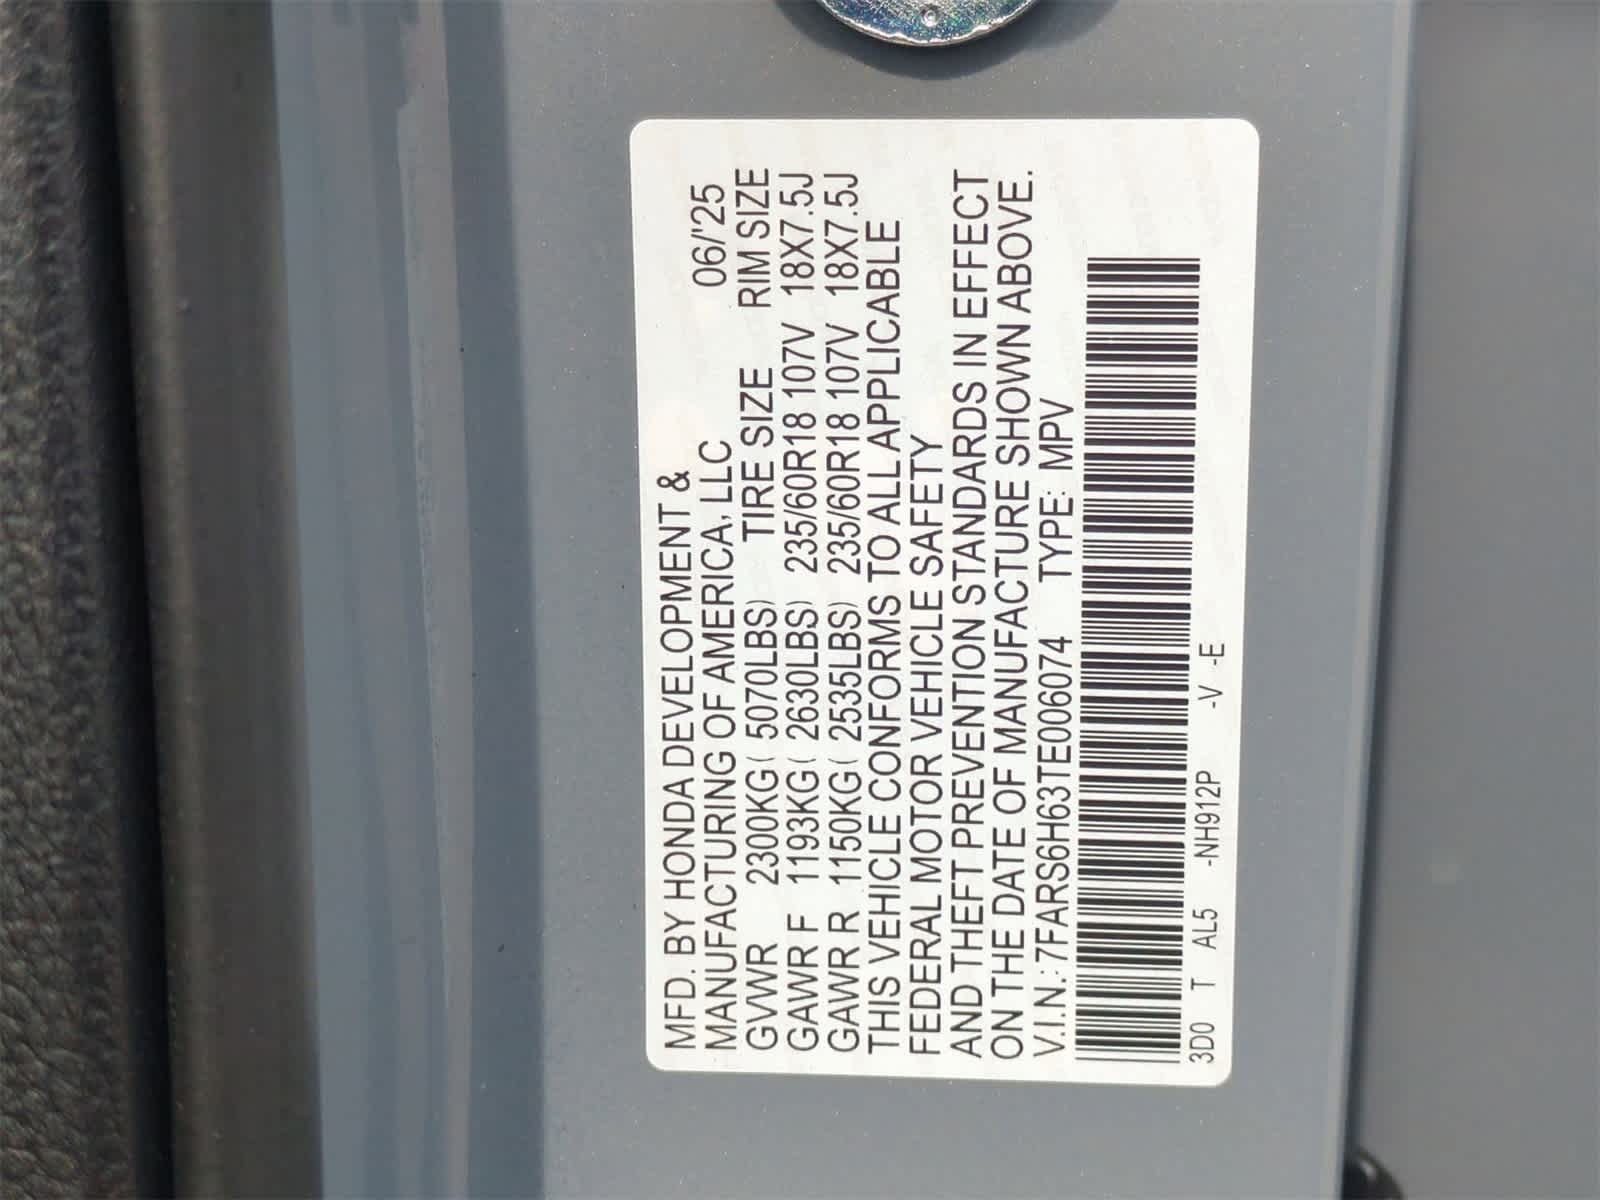 MFD. BY HONDA DEVELOPMENT &
MANUFACTURING OF AMERICA, LLC 06/'25
GVWR 2300KG( 5070LBS) TIRE SIZE RIM SIZE
GAWR F 1193KG( 2630LBS) 235/60R18 107V 18X7.5J
GAWR R 1150KG( 2535LBS) 235/60R18 107V 18X7.5J
THIS VEHICLE CONFORMS TO ALL APPLICABLE
FEDERAL MOTOR VEHICLE SAFETY
AND THEFT PREVENTION STANDARDS IN EFFECT
ON THE DATE OF MANUFACTURE SHOWN ABOVE.
V.I.N.: 7FARS6H63TE006074 TYPE: MPV
3D0 T AL5 -NH912P -V -E